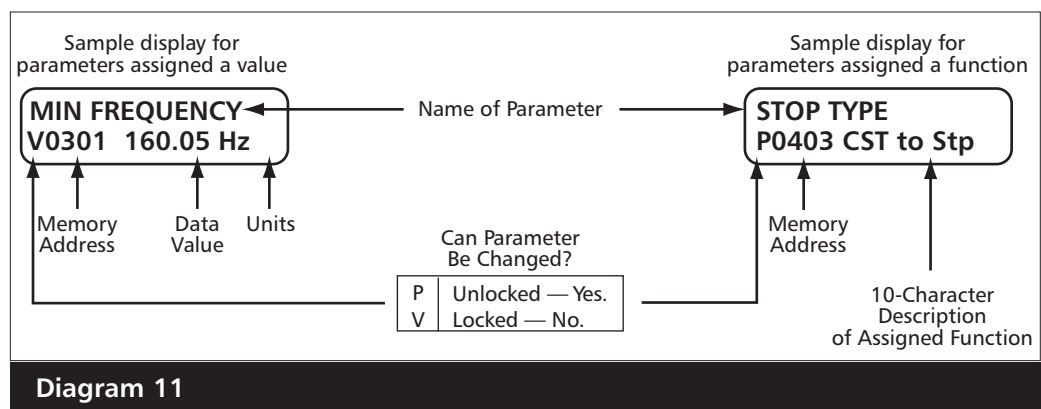 Sample display for
parameters assigned a value
MIN FREQUENCY
V0301 160.05 Hz
Memory
Address
Data
Value
Units
Name of Parameter
Sample display for
parameters assigned a function
STOP TYPE
P0403 CST to Stp
Memory
Address
10-Character
Description
of Assigned Function
Can Parameter
Be Changed?
P Unlocked — Yes.
V Locked — No.
Diagram 11